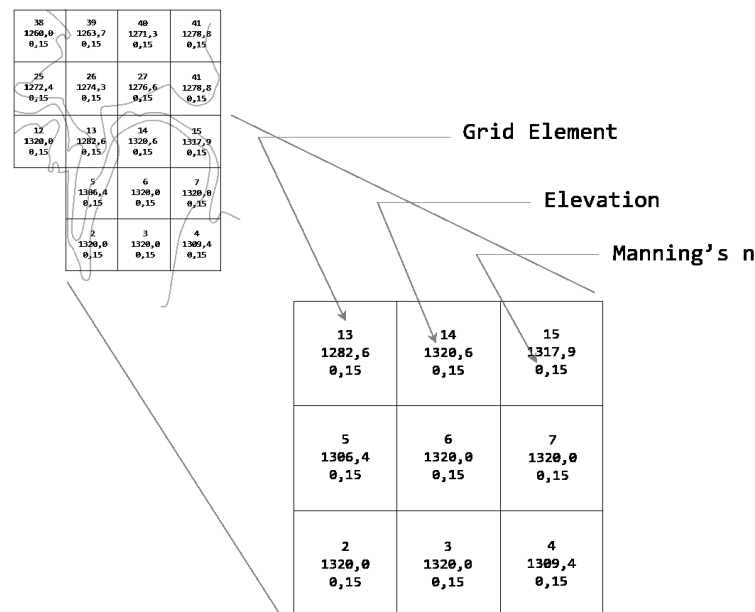 38 39 40 41
1260,0 1263,7 1271,3 1278,8
0,15 0,15 0,15 0,15
25 26 27 41
1272,4 1274,3 1276,6 1278,8
0,15 0,15 0,15 0,15
12 13 14 15
1320,0 1282,6 1320,6 1317,9
0,15 0,15 0,15 0,15
5 6 7
1306,4 1320,0 1320,0
0,15 0,15 0,15
2 3 4
1320,0 1320,0 1309,4
0,15 0,15 0,15
Grid Element
Elevation
Manning's n
13 14 15
1282,6 1320,6 1317,9
0,15 0,15 0,15
5 6 7
1306,4 1320,0 1320,0
0,15 0,15 0,15
2 3 4
1320,0 1320,0 1309,4
0,15 0,15 0,15